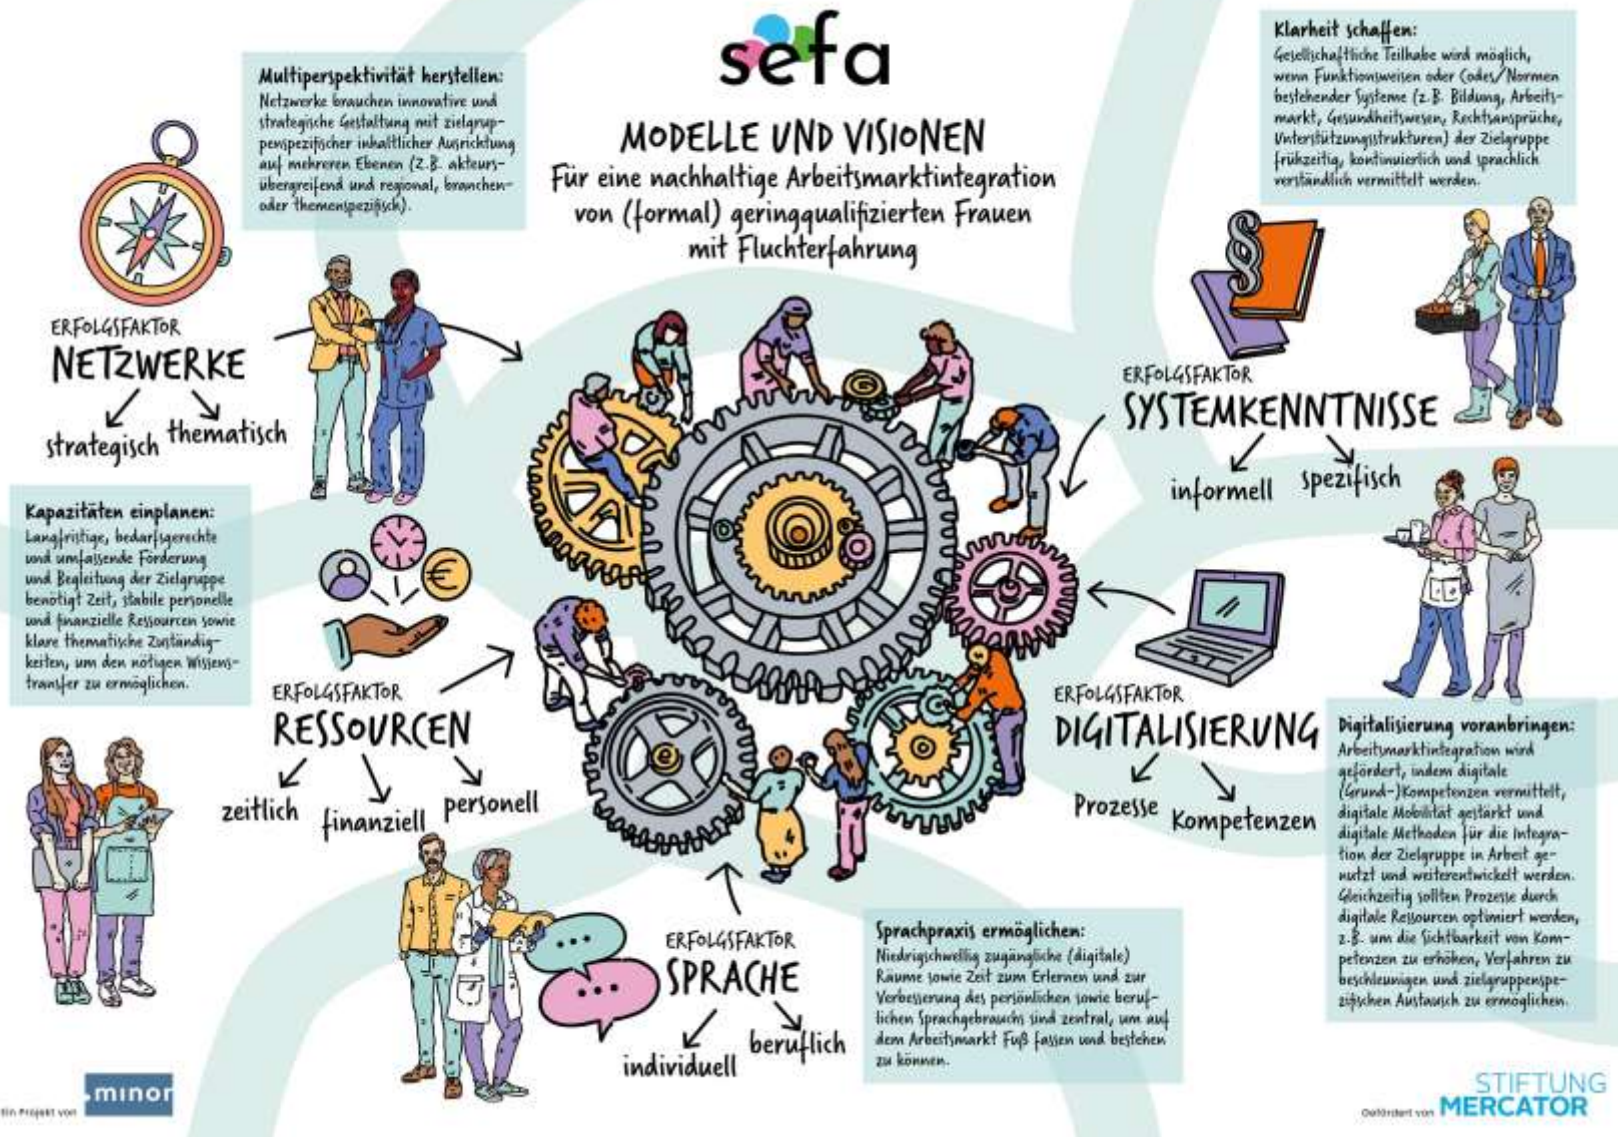 sefa
MODELLE UND VISIONEN
Für eine nachhaltige Arbeitsmarktintegration
von (formal) geringqualifizierten Frauen
mit Fluchterfahrung
Multiperspektivität herstellen:
Netzwerke brauchen innovative und
strategische Gestaltung mit zielgrup-
penspezifischer inhaltlicher Ausrichtung
auf mehreren Ebenen (z.B. akteurs-
übergreifend und regional, branchen-
oder themenspezifisch).
ERFOLGSFAKTOR
NETZWERKE
strategisch
thematisch
Kapazitäten einplanen:
Langfristige, bedarfsgerechte
und umfassende Förderung
und Begleitung der Zielgruppe
benötigt Zeit, stabile personelle
und finanzielle Ressourcen sowie
klare thematische Zuständig-
keiten, um den nötigen Wissens-
transfer zu ermöglichen.
€
ERFOLGSFAKTOR
RESSOURCEN
zeitlich
finanziell
personell
ERFOLGSFAKTOR
SPRACHE
individuell
beruflich
Sprachpraxis ermöglichen:
Niedrigschwellig zugängliche (digitale)
Räume sowie Zeit zum Erlernen und zur
Verbesserung des persönlichen sowie beruf-
lichen Sprachgebrauchs sind zentral, um auf
dem Arbeitsmarkt Fuß fassen und bestehen
zu können.
Klarheit schaffen:
Gesellschaftliche Teilhabe wird möglich,
wenn Funktionsweisen oder Codes/Normen
bestehender Systeme (z.B. Bildung, Arbeits-
markt, Gesundheitswesen, Rechtsansprüche,
Unterstützungsstrukturen) der Zielgruppe
frühzeitig, kontinuierlich und sprachlich
verständlich vermittelt werden.
§
ERFOLGSFAKTOR
SYSTEMKENNTNISSE
informell
spezifisch
ERFOLGSFAKTOR
DIGITALISIERUNG
Prozesse
Kompetenzen
Digitalisierung voranbringen:
Arbeitsmarktintegration wird
gefördert, indem digitale
(Grund-)Kompetenzen vermittelt,
digitale Mobilität gestärkt und
digitale Methoden für die Integra-
tion der Zielgruppe in Arbeit ge-
nutzt und weiterentwickelt werden.
Gleichzeitig sollten Prozesse durch
digitale Ressourcen optimiert werden,
z.B. um die Sichtbarkeit von Kom-
petenzen zu erhöhen, Verfahren zu
beschleunigen und zielgruppenspe-
zifischen Austausch zu ermöglichen.
Ein Projekt von
minor
Gefördert von
STIFTUNG
MERCATOR